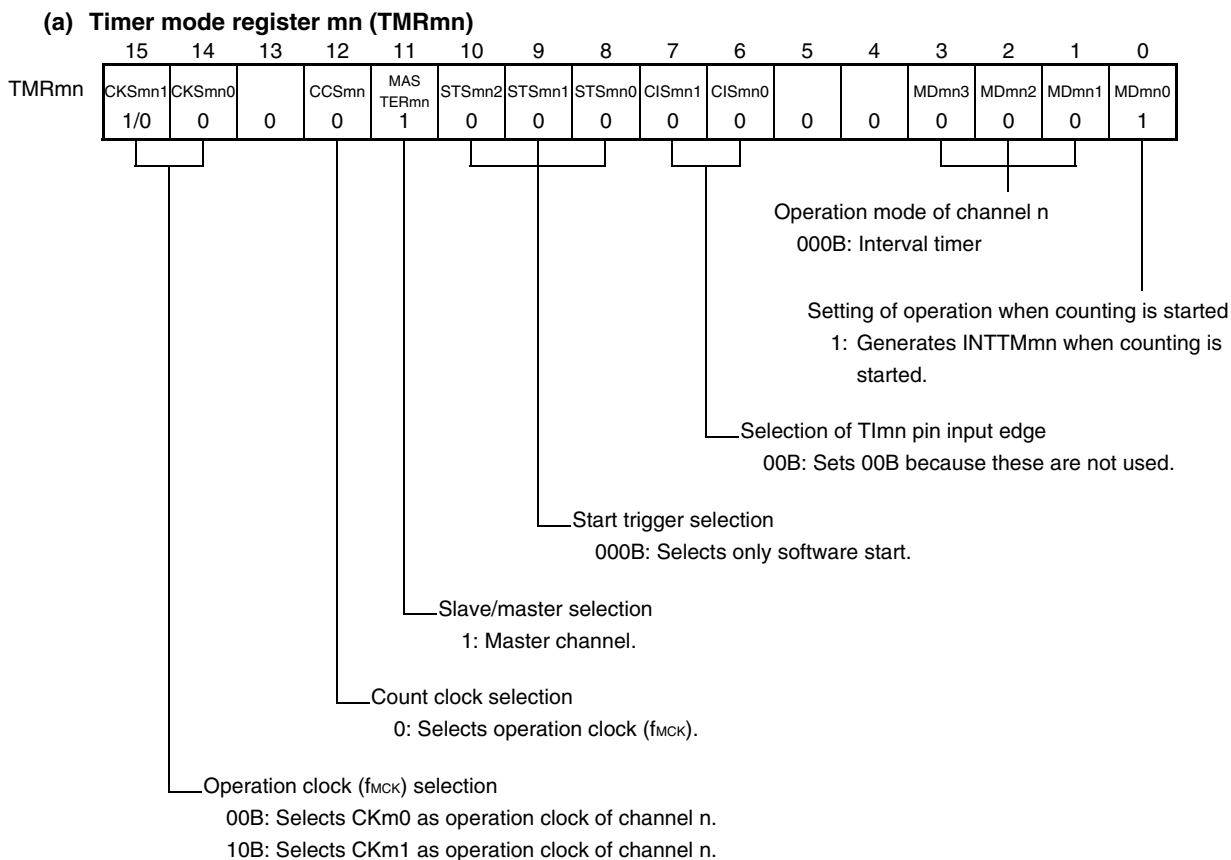 (a) Timer mode register mn (TMRmn)
15 14 13 12 11 10 9 8 7 6 5 4 3 2 1 0
TMRmn CKSmn1 CKSmn0 CCSmn MAS TERmn STSmn2 STSmn1 STSmn0 CISmn1 CISmn0 MDmn3 MDmn2 MDmn1 MDmn0
1/0 0 0 0 1 0 0 0 0 0 0 0 0 0 0 1
Operation mode of channel n
000B: Interval timer
Setting of operation when counting is started
1: Generates INTTMmn when counting is
started.
Selection of TImn pin input edge
00B: Sets 00B because these are not used.
Start trigger selection
000B: Selects only software start.
Slave/master selection
1: Master channel.
Count clock selection
0: Selects operation clock (fMCK).
Operation clock (fMCK) selection
00B: Selects CKm0 as operation clock of channel n.
10B: Selects CKm1 as operation clock of channel n.